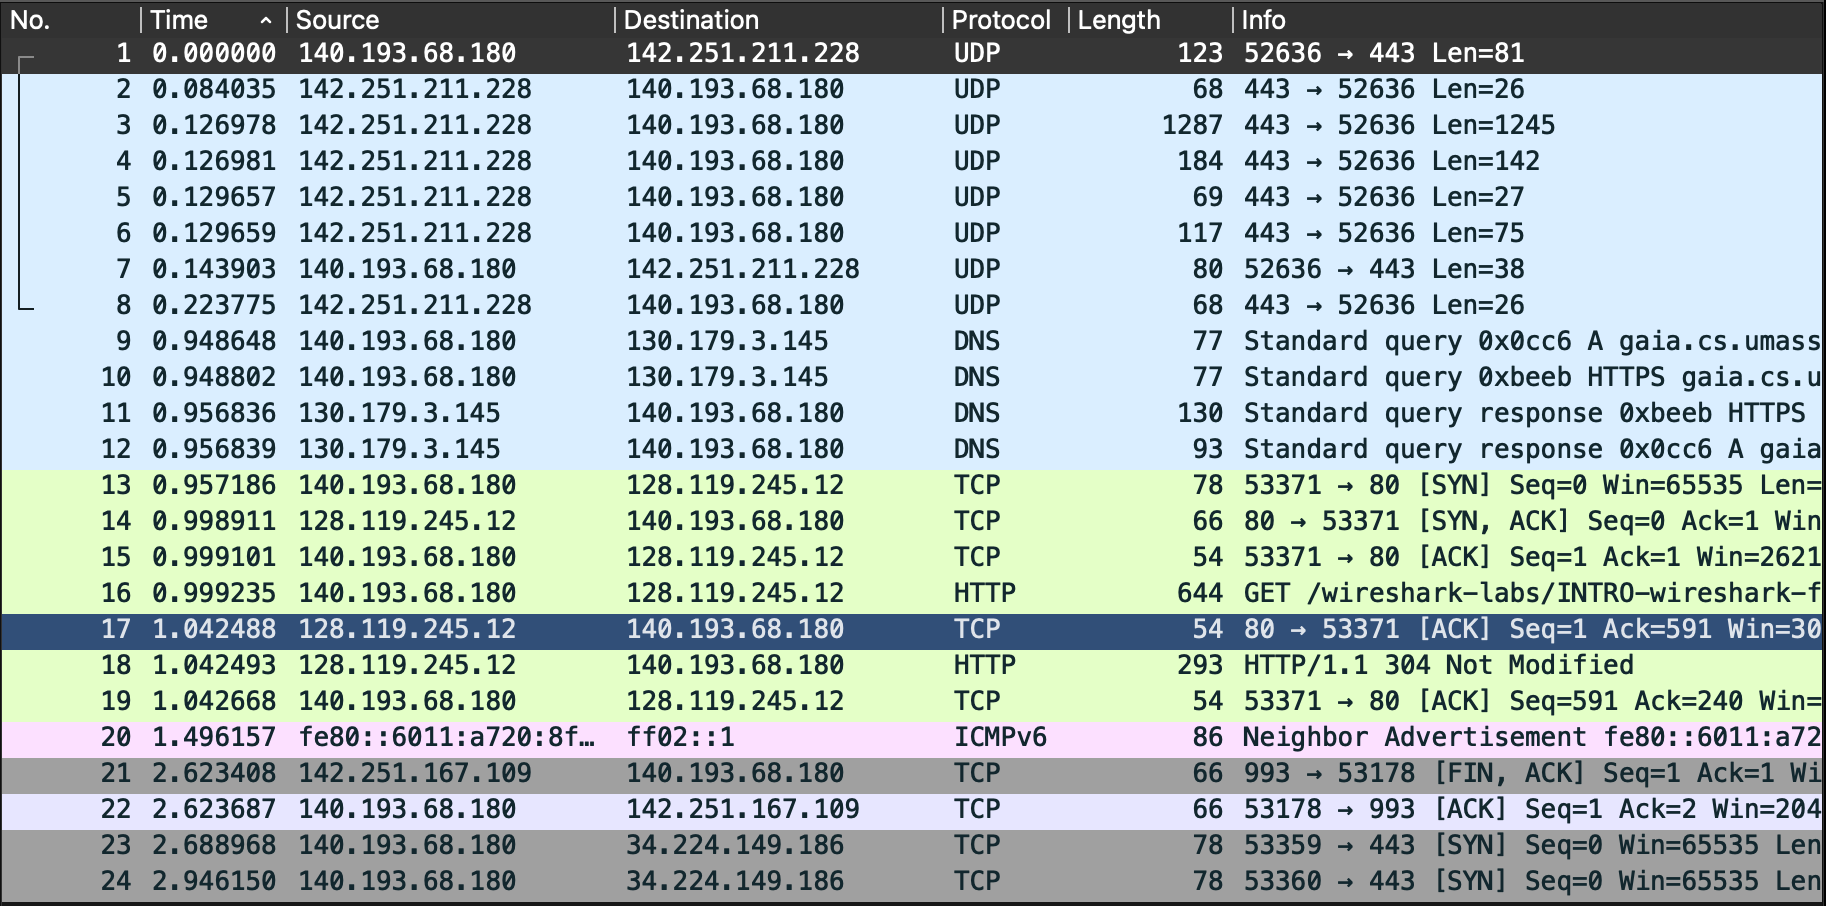 No. Time Source Destination Protocol Length Info
1 0.000000 140.193.68.180 142.251.211.228 UDP 123 52636 → 443 Len=81
2 0.084035 142.251.211.228 140.193.68.180 UDP 68 443 → 52636 Len=26
3 0.126978 142.251.211.228 140.193.68.180 UDP 1287 443 → 52636 Len=1245
4 0.126981 142.251.211.228 140.193.68.180 UDP 184 443 → 52636 Len=142
5 0.129657 142.251.211.228 140.193.68.180 UDP 69 443 → 52636 Len=27
6 0.129659 142.251.211.228 140.193.68.180 UDP 117 443 → 52636 Len=75
7 0.143903 140.193.68.180 142.251.211.228 UDP 80 52636 → 443 Len=38
8 0.223775 142.251.211.228 140.193.68.180 UDP 68 443 → 52636 Len=26
9 0.948648 140.193.68.180 130.179.3.145 DNS 77 Standard query 0x0cc6 A gaia.cs.umass
10 0.948802 140.193.68.180 130.179.3.145 DNS 77 Standard query 0xbeeb HTTPS gaia.cs.u
11 0.956836 130.179.3.145 140.193.68.180 DNS 130 Standard query response 0xbeeb HTTPS
12 0.956839 130.179.3.145 140.193.68.180 DNS 93 Standard query response 0x0cc6 A gaia
13 0.957186 140.193.68.180 128.119.245.12 TCP 78 53371 → 80 [SYN] Seq=0 Win=65535 Len=
14 0.998911 128.119.245.12 140.193.68.180 TCP 66 80 → 53371 [SYN, ACK] Seq=0 Ack=1 Win
15 0.999101 140.193.68.180 128.119.245.12 TCP 54 53371 → 80 [ACK] Seq=1 Ack=1 Win=2621
16 0.999235 140.193.68.180 128.119.245.12 HTTP 644 GET /wireshark-labs/INTRO-wireshark-f
17 1.042488 128.119.245.12 140.193.68.180 TCP 54 80 → 53371 [ACK] Seq=1 Ack=591 Win=30
18 1.042493 128.119.245.12 140.193.68.180 HTTP 293 HTTP/1.1 304 Not Modified
19 1.042668 140.193.68.180 128.119.245.12 TCP 54 53371 → 80 [ACK] Seq=591 Ack=240 Win=
20 1.496157 fe80::6011:a720:8f… ff02::1 ICMPv6 86 Neighbor Advertisement fe80::6011:a72
21 2.623408 142.251.167.109 140.193.68.180 TCP 66 993 → 53178 [FIN, ACK] Seq=1 Ack=1 Wi
22 2.623687 140.193.68.180 142.251.167.109 TCP 66 53178 → 993 [ACK] Seq=1 Ack=2 Win=204
23 2.688968 140.193.68.180 34.224.149.186 TCP 78 53359 → 443 [SYN] Seq=0 Win=65535 Len
24 2.946150 140.193.68.180 34.224.149.186 TCP 78 53360 → 443 [SYN] Seq=0 Win=65535 Len